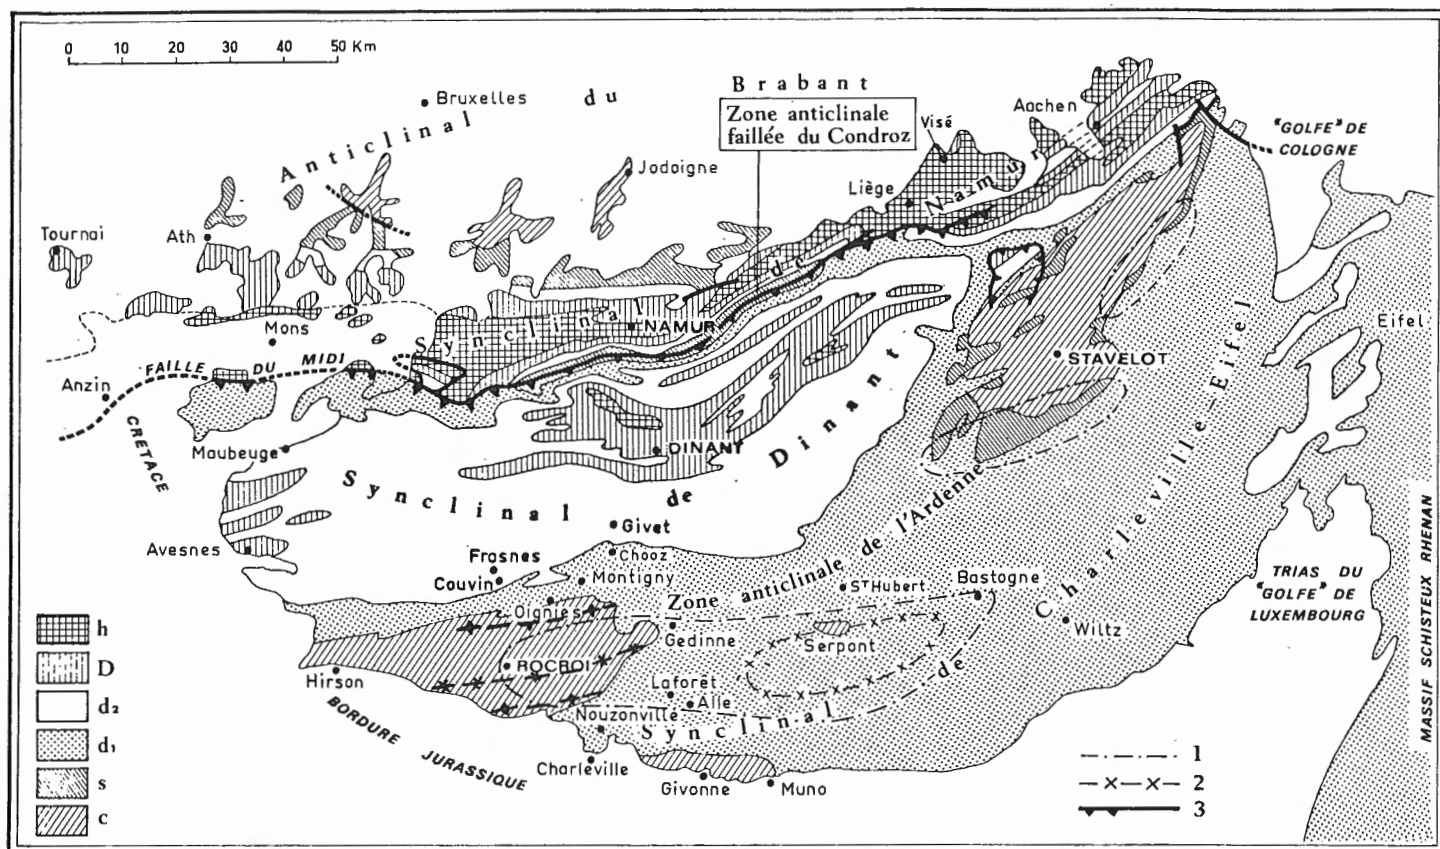 0 10 20 30 40 50 Km
Bruxelles
Anticlinal du Brabant
Zone anticlinale
faillée du Condroz
Aachen
Visé
"GOLFE" DE
COLOGNE
Jodoigne
Liège
Tournai
Ath
Synclinal de Namur
Mons
NAMUR
Eifel
STAVELOT
FAILLE DU MIDI
Anzin
CRETACE
Maubeuge
DINANT
Synclinal de Dinant
Avesnes
Givet
Frasnes
Chooz
Couvin
Montigny
Zone anticlinale de l'Ardenne
St Hubert
Bastogne
Oignies
Gedinne
Serpont
Wiltz
ROCROI
Hirson
Laforêt
Alle
Nouzonville
Synclinal de Charleville-Eifel
BORDURE JURASSIQUE
Charleville
Givonne
Muno
TRIAS DU
"GOLFE" DE
LUXEMBOURG
MASSIF SCHISTEUX RHENAN
h
D
d2
d1
s
c
1
2
3